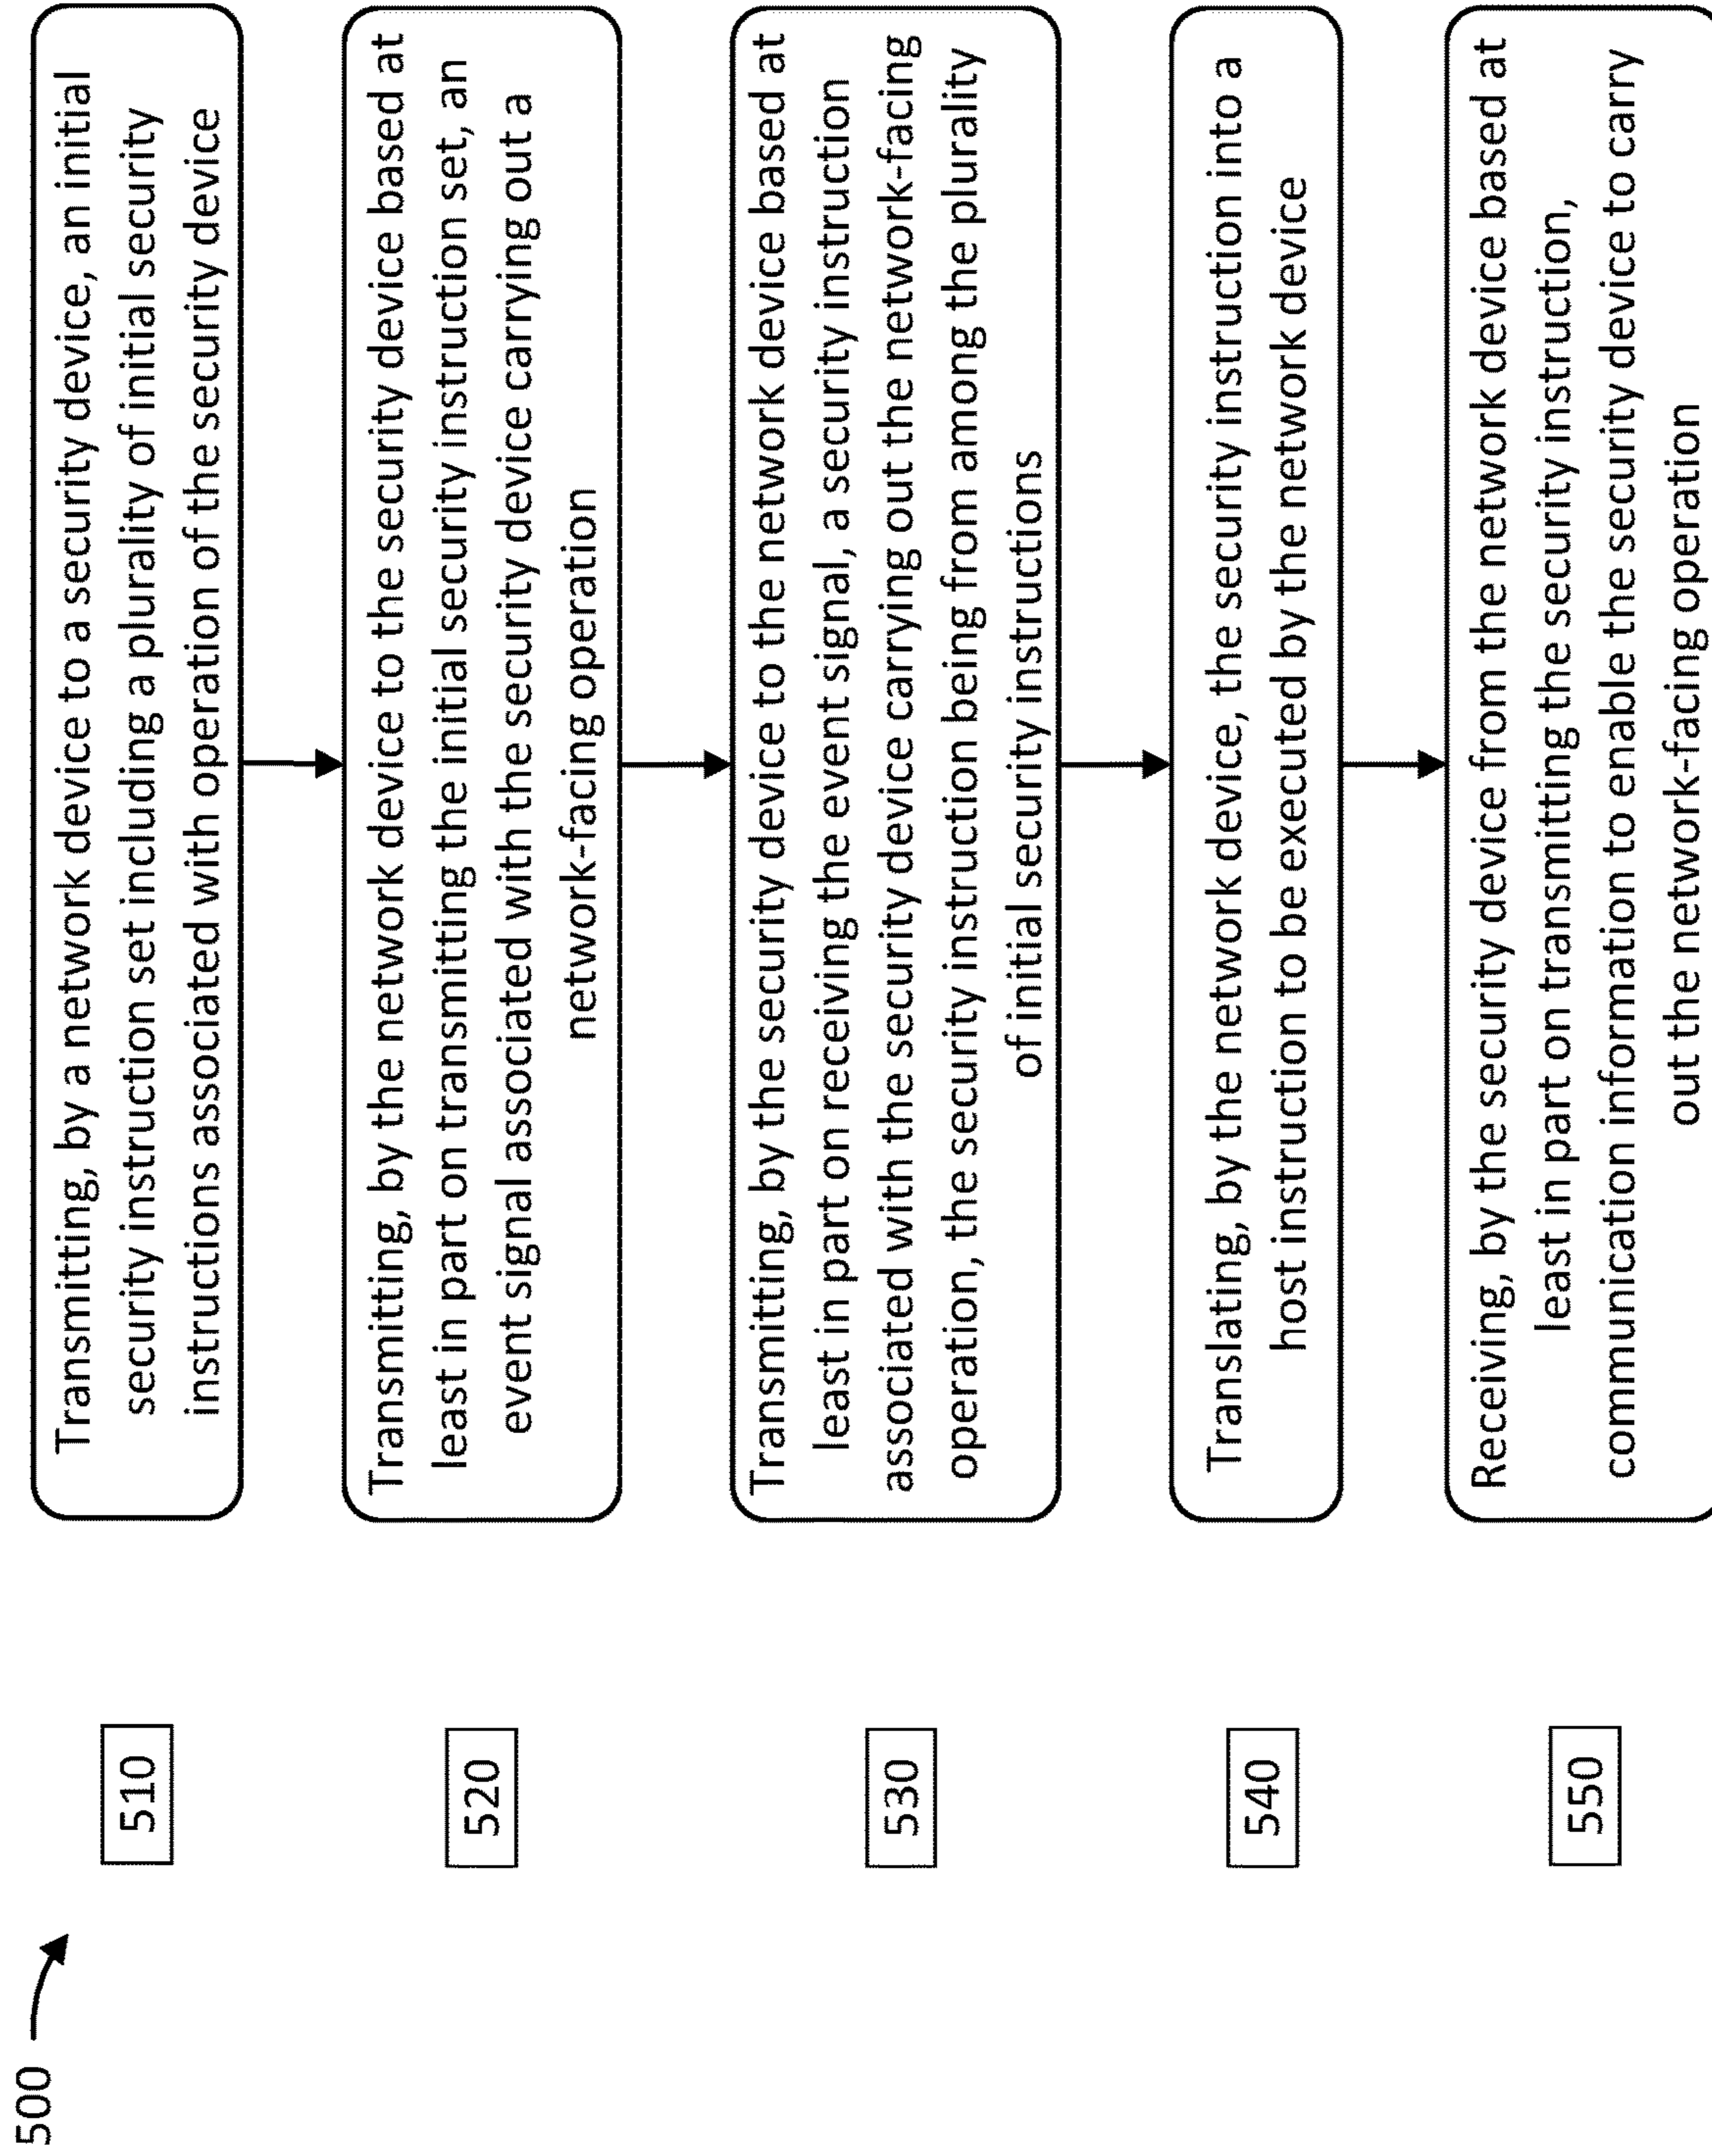 500
510
Transmitting, by a network device to a security device, an initial
security instruction set including a plurality of initial security
instructions associated with operation of the security device
520
Transmitting, by the network device to the security device based at
least in part on transmitting the initial security instruction set, an
event signal associated with the security device carrying out a
network-facing operation
530
Transmitting, by the security device to the network device based at
least in part on receiving the event signal, a security instruction
associated with the security device carrying out the network-facing
operation, the security instruction being from among the plurality
of initial security instructions
540
Translating, by the network device, the security instruction into a
host instruction to be executed by the network device
550
Receiving, by the security device from the network device based at
least in part on transmitting the security instruction,
communication information to enable the security device to carry
out the network-facing operation